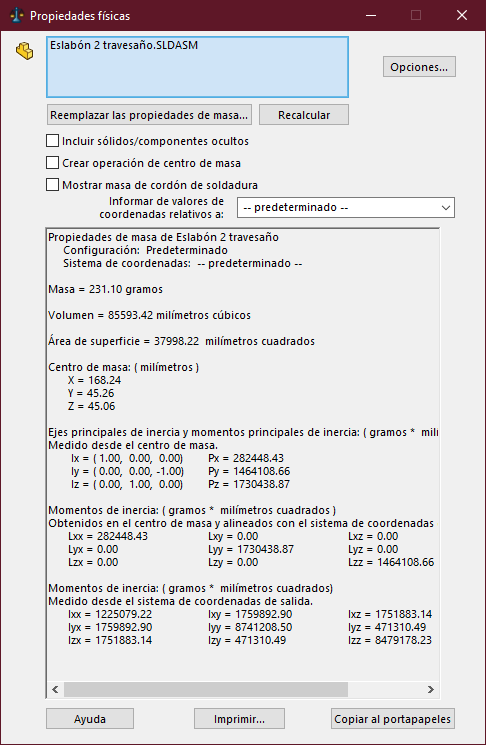 Propiedades físicas
Eslabón 2 travesaño.SLDASM
Opciones...
Reemplazar las propiedades de masa...
Recalcular
Incluir sólidos/componentes ocultos
Crear operación de centro de masa
Mostrar masa de cordón de soldadura
Informar de valores de
coordenadas relativos a:
-- predeterminado --
Propiedades de masa de Eslabón 2 travesaño
Configuración: Predeterminado
Sistema de coordenadas: -- predeterminado --
Masa = 231.10 gramos
Volumen = 85593.42 milímetros cúbicos
Área de superficie = 37998.22 milímetros cuadrados
Centro de masa: ( milímetros )
X = 168.24
Y = 45.26
Z = 45.06
Ejes principales de inercia y momentos principales de inercia: ( gramos * milí
Medido desde el centro de masa.
Ix = ( 1.00, 0.00, 0.00) Px = 282448.43
Iy = ( 0.00, 0.00, -1.00) Py = 1464108.66
Iz = ( 0.00, 1.00, 0.00) Pz = 1730438.87
Momentos de inercia: ( gramos * milímetros cuadrados )
Obtenidos en el centro de masa y alineados con el sistema de coordenadas
Lxx = 282448.43 Lxy = 0.00 Lxz = 0.00
Lyx = 0.00 Lyy = 1730438.87 Lyz = 0.00
Lzx = 0.00 Lzy = 0.00 Lzz = 1464108.66
Momentos de inercia: ( gramos * milímetros cuadrados)
Medido desde el sistema de coordenadas de salida.
Ixx = 1225079.22 Ixy = 1759892.90 Ixz = 1751883.14
Iyx = 1759892.90 Iyy = 8741208.50 Iyz = 471310.49
Izx = 1751883.14 Izy = 471310.49 Izz = 8479178.23
Ayuda
Imprimir...
Copiar al portapapeles